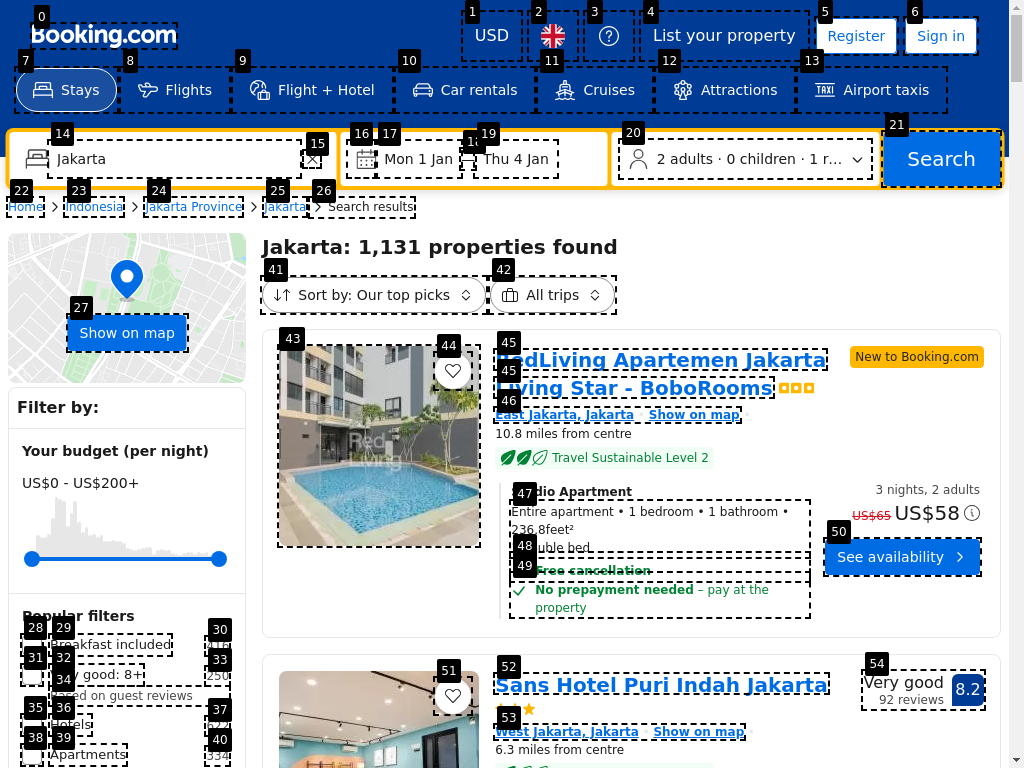 Booking.com
USD
List your property
Register
Sign in
Stays
Flights
Flight + Hotel
Car rentals
Cruises
Attractions
Airport taxis
Jakarta
Mon 1 Jan
Thu 4 Jan
2 adults · 0 children · 1 r...
Search
Home
Indonesia
Jakarta Province
Jakarta
Search results
Show on map
Jakarta: 1,131 properties found
Sort by: Our top picks
All trips
Filter by:
Your budget (per night)
US$0 - US$200+
Popular filters
Breakfast included
8+
250
Based on guest reviews
Hotels
Apartments
334
Apartemen Jakarta
Star - BoboRooms
New to Booking.com
East Jakarta, Jakarta
Show on map
10.8 miles from centre
Travel Sustainable Level 2
Apartment
Entire apartment • 1 bedroom • 1 bathroom •
236.8feet²
bed
Free cancellation
No prepayment needed – pay at the
property
3 nights, 2 adults
US$65 US$58
See availability
Sans Hotel Puri Indah Jakarta
West Jakarta, Jakarta
Show on map
6.3 miles from centre
Very good
92 reviews
8.2
0
1
2
3
4
5
6
7
8
9
10
11
12
13
14
15
16
17
19
20
21
22
23
24
25
26
27
28
29
30
31
32
33
34
35
36
37
38
39
40
41
42
43
44
45
45
46
47
48
49
50
51
52
53
54